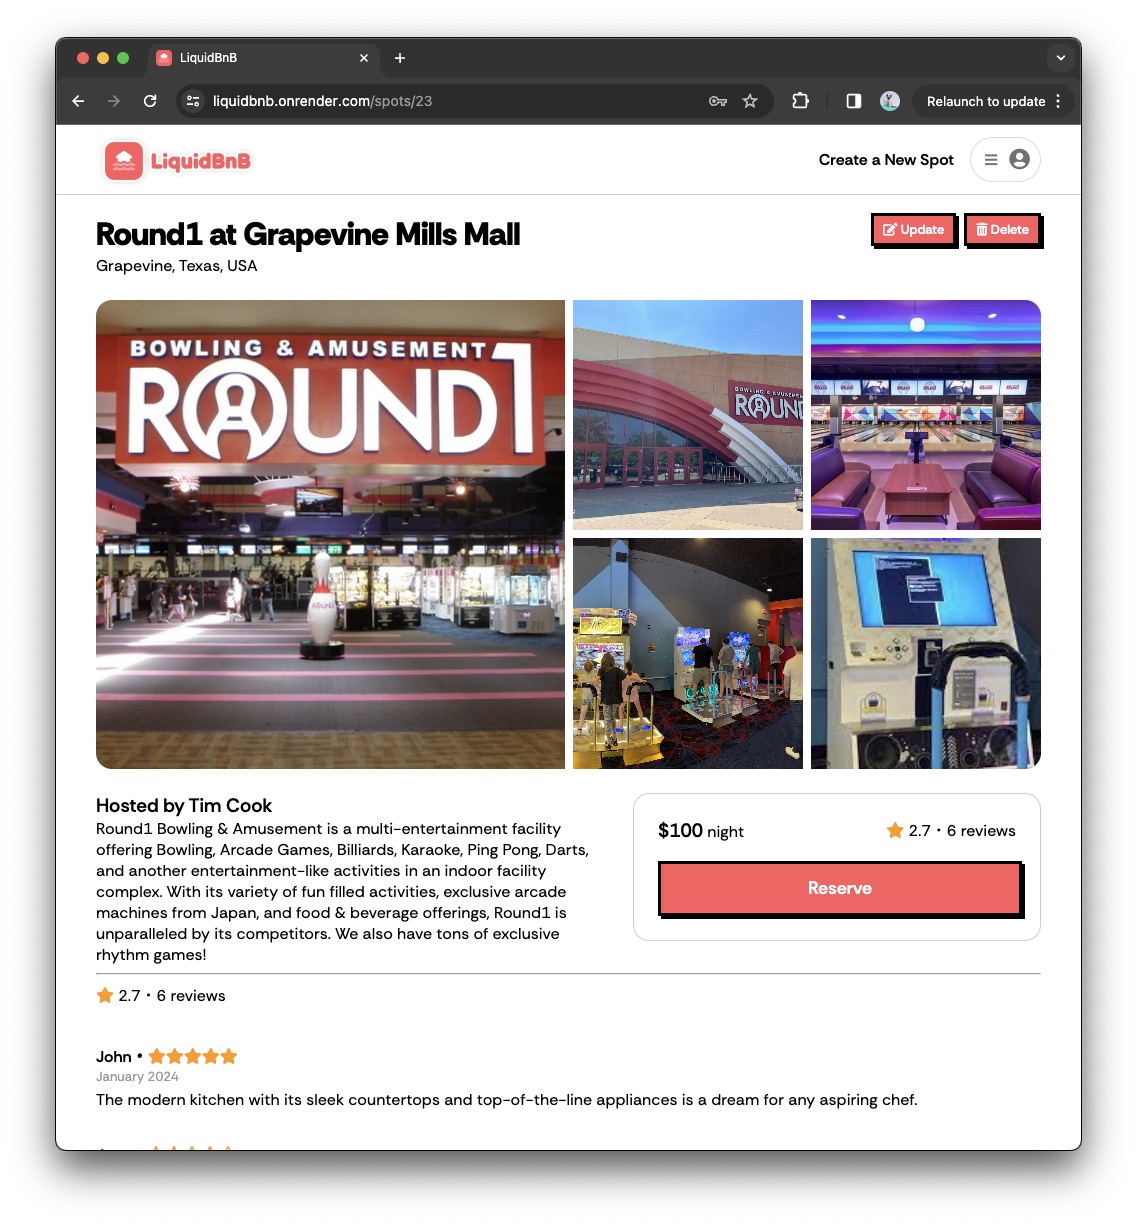 LiquidBnB
liquidbnb.onrender.com/spots/23
Relaunch to update
LiquidBnB
Create a New Spot
Round1 at Grapevine Mills Mall
Update
Delete
Grapevine, Texas, USA
BOWLING & AMUSEMENT
ROUND1
BOWLING & AMUSEME
ROUND
ROUND
Hosted by Tim Cook
Round1 Bowling & Amusement is a multi-entertainment facility
offering Bowling, Arcade Games, Billiards, Karaoke, Ping Pong, Darts,
and another entertainment-like activities in an indoor facility
complex. With its variety of fun filled activities, exclusive arcade
machines from Japan, and food & beverage offerings, Round1 is
unparalleled by its competitors. We also have tons of exclusive
rhythm games!
$100 night
2.7 · 6 reviews
Reserve
2.7 · 6 reviews
John •
January 2024
The modern kitchen with its sleek countertops and top-of-the-line appliances is a dream for any aspiring chef.